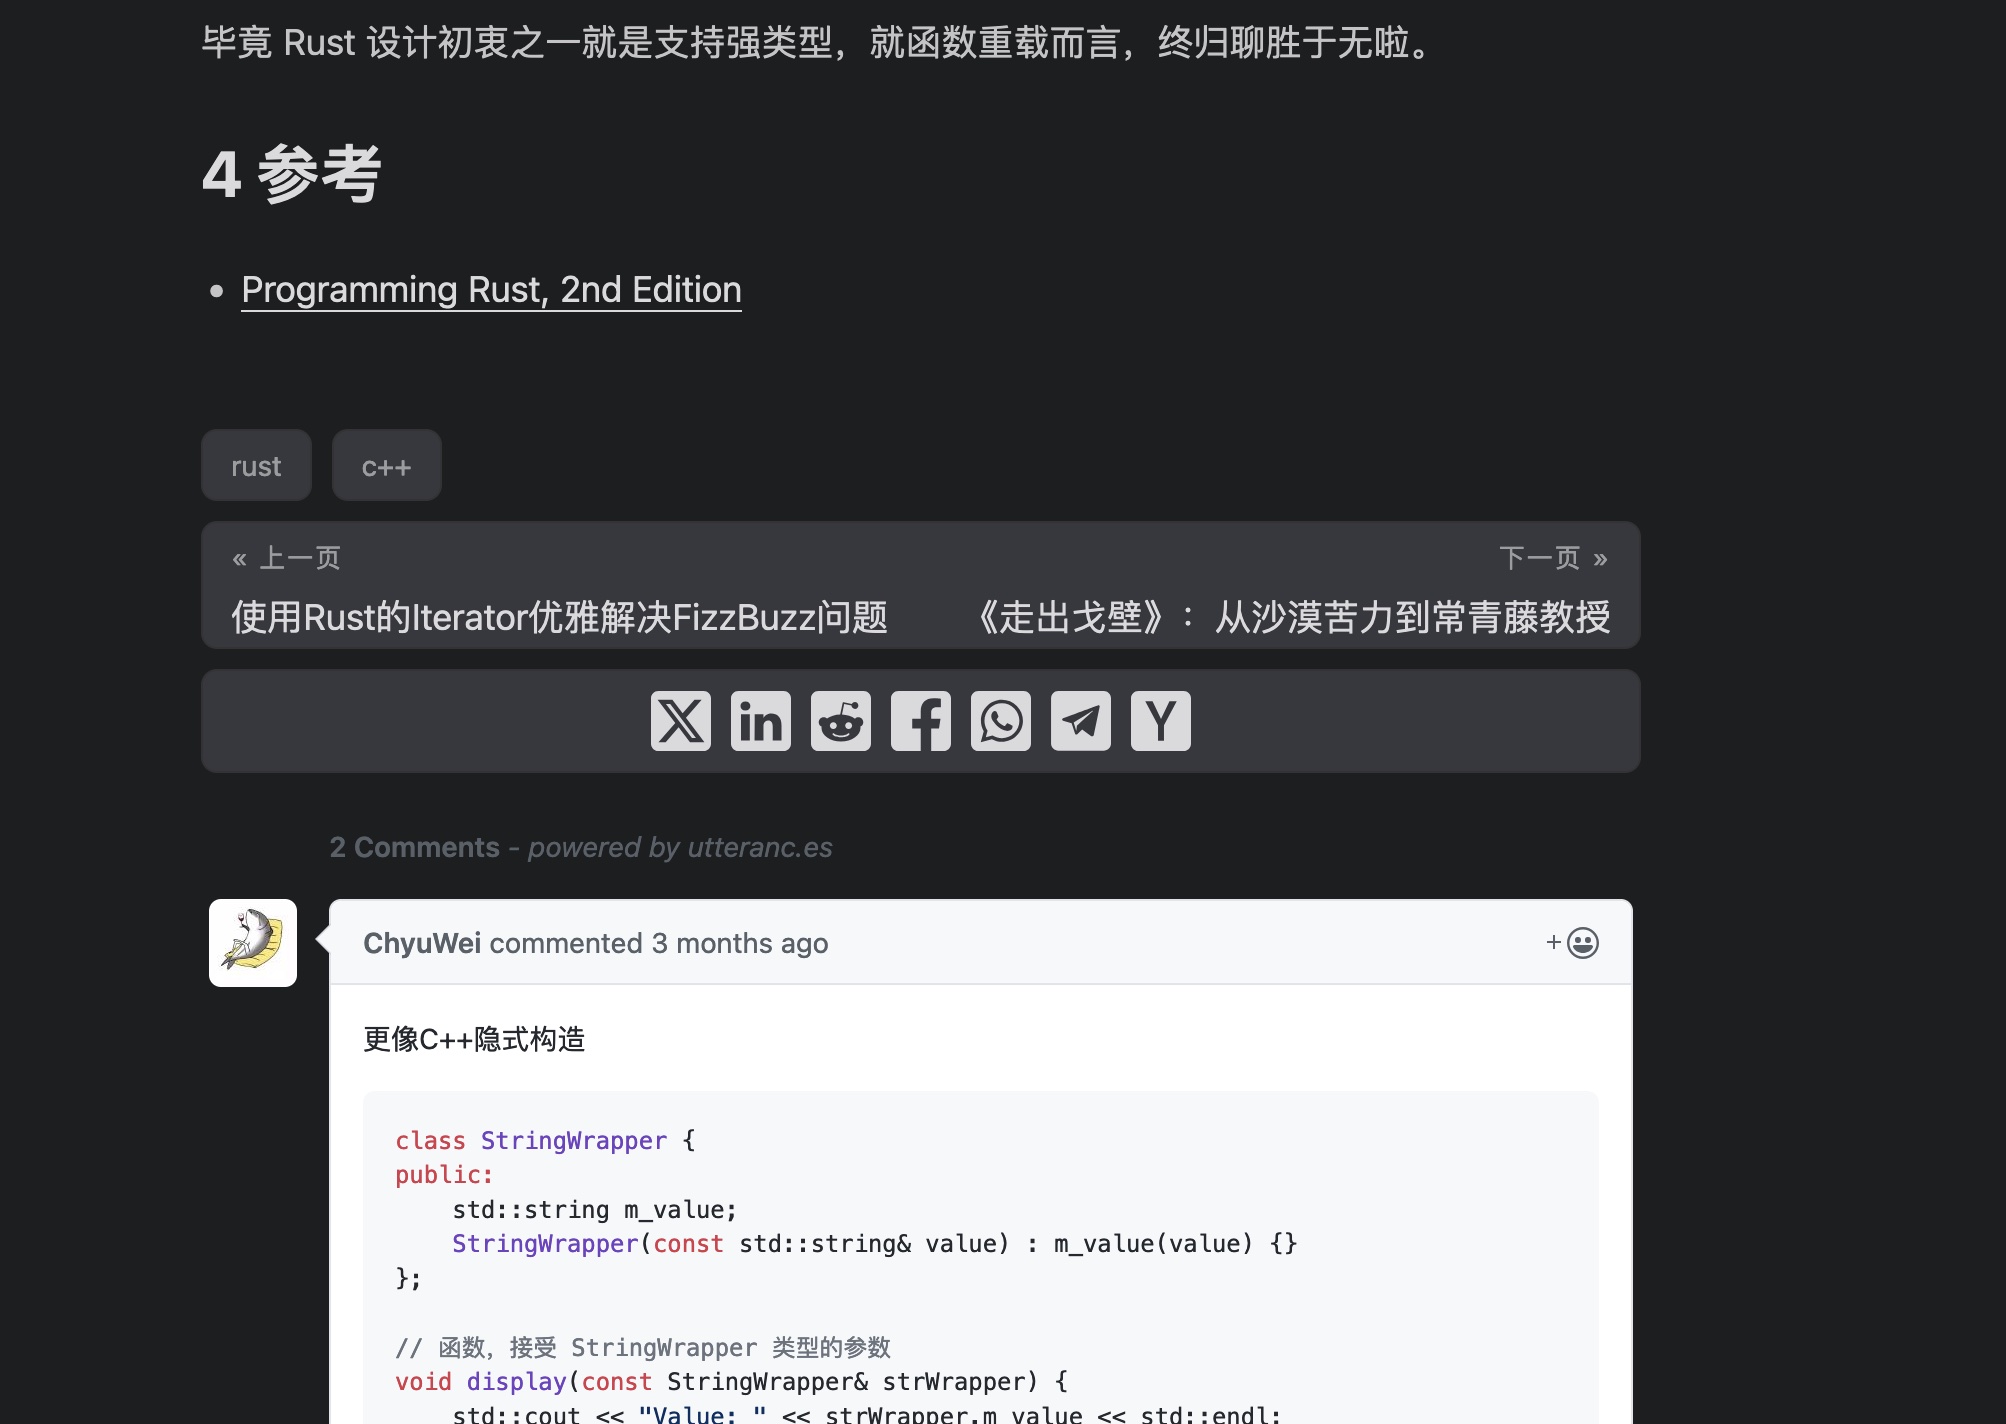 毕竟 Rust 设计初衷之一就是支持强类型，就函数重载而言，终归聊胜于无啦。
4 参考
• Programming Rust, 2nd Edition
rust c++
« 上一页 下一页 »
使用Rust的Iterator优雅解决FizzBuzz问题 《走出戈壁》：从沙漠苦力到常青藤教授
2 Comments - powered by utteranc.es
ChyuWei commented 3 months ago
更像C++隐式构造
class StringWrapper {
public:
    std::string m_value;
    StringWrapper(const std::string& value) : m_value(value) {}
};
// 函数，接受 StringWrapper 类型的参数
void display(const StringWrapper& strWrapper) {
    std::cout << "Value: " << strWrapper.m_value << std::endl;